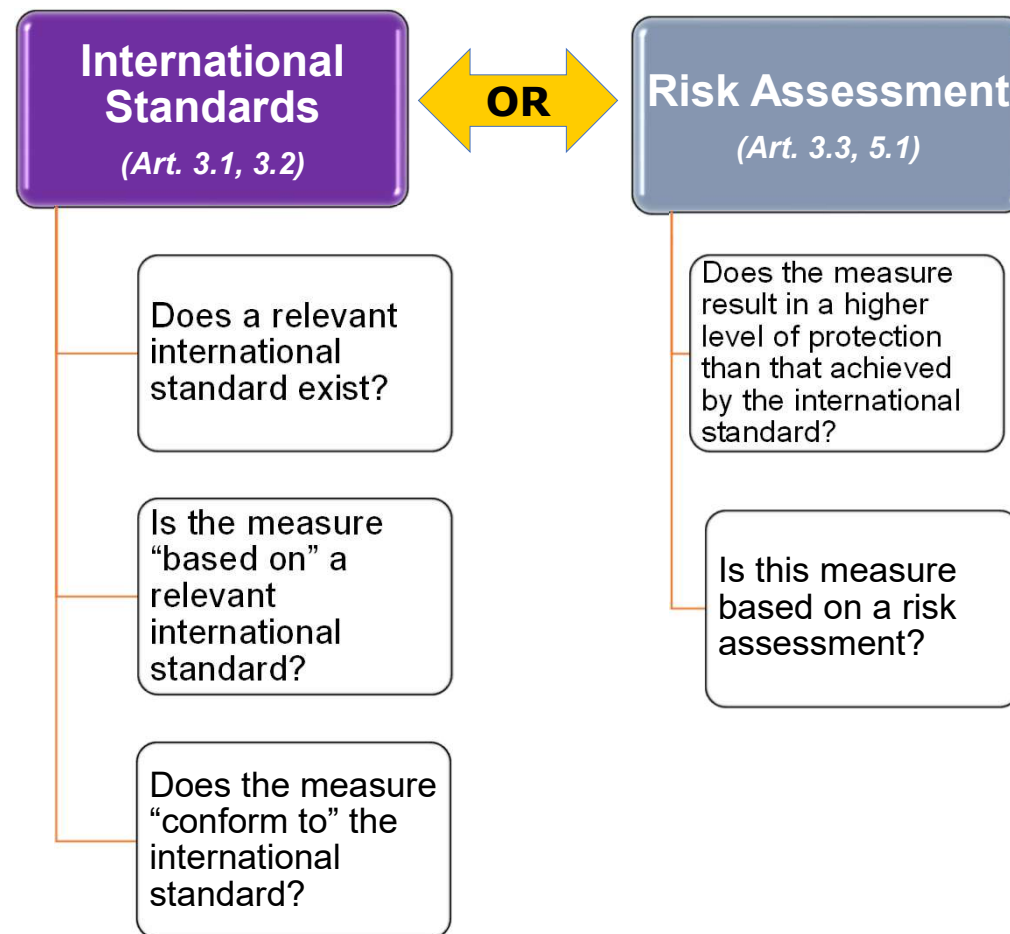 International
Standards
(Art. 3.1, 3.2)
OR
Risk Assessment
(Art. 3.3, 5.1)
Does a relevant
international
standard exist?
Is the measure
“based on” a
relevant
international
standard?
Does the measure
“conform to” the
international
standard?
Does the measure
result in a higher
level of protection
than that achieved
by the international
standard?
Is this measure
based on a risk
assessment?